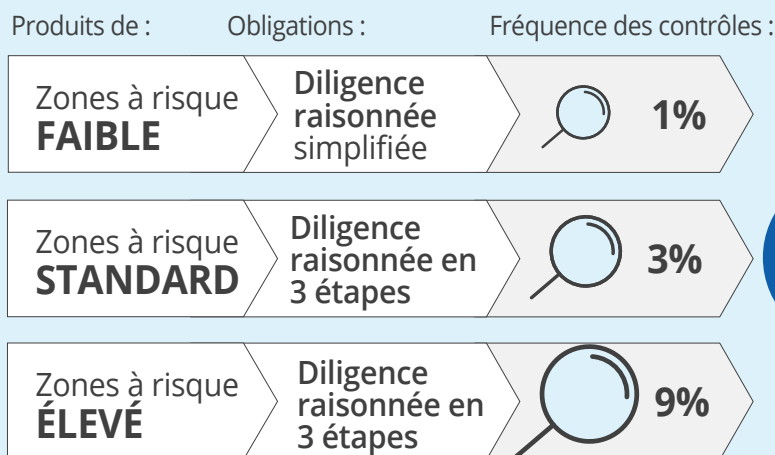 Produits de :
Obligations :
Fréquence des contrôles :
Zones à risque
FAIBLE
Diligence
raisonnée
simplifiée
1%
Zones à risque
STANDARD
Diligence
raisonnée en
3 étapes
3%
Zones à risque
ÉLEVÉ
Diligence
raisonnée en
3 étapes
9%